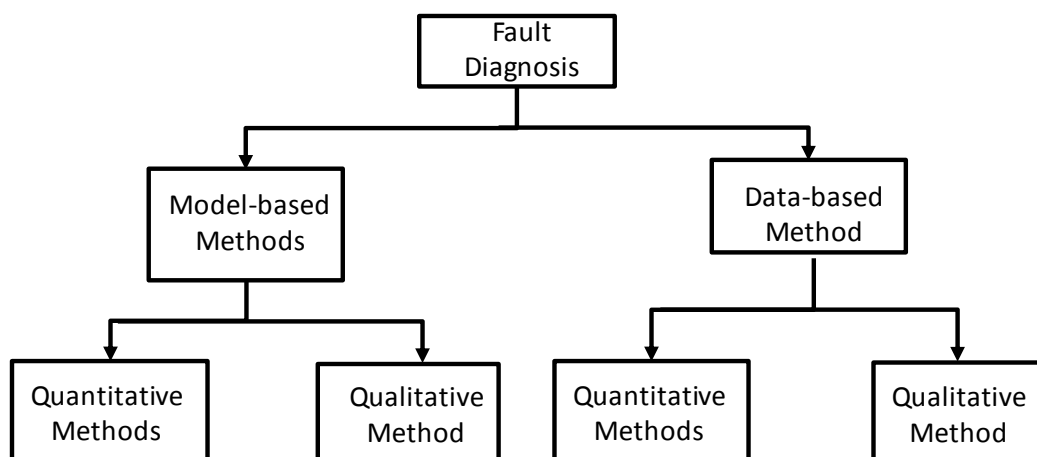 Fault
Diagnosis
Model-based
Methods
Data-based
Method
Quantitative
Methods
Qualitative
Method
Quantitative
Methods
Qualitative
Method